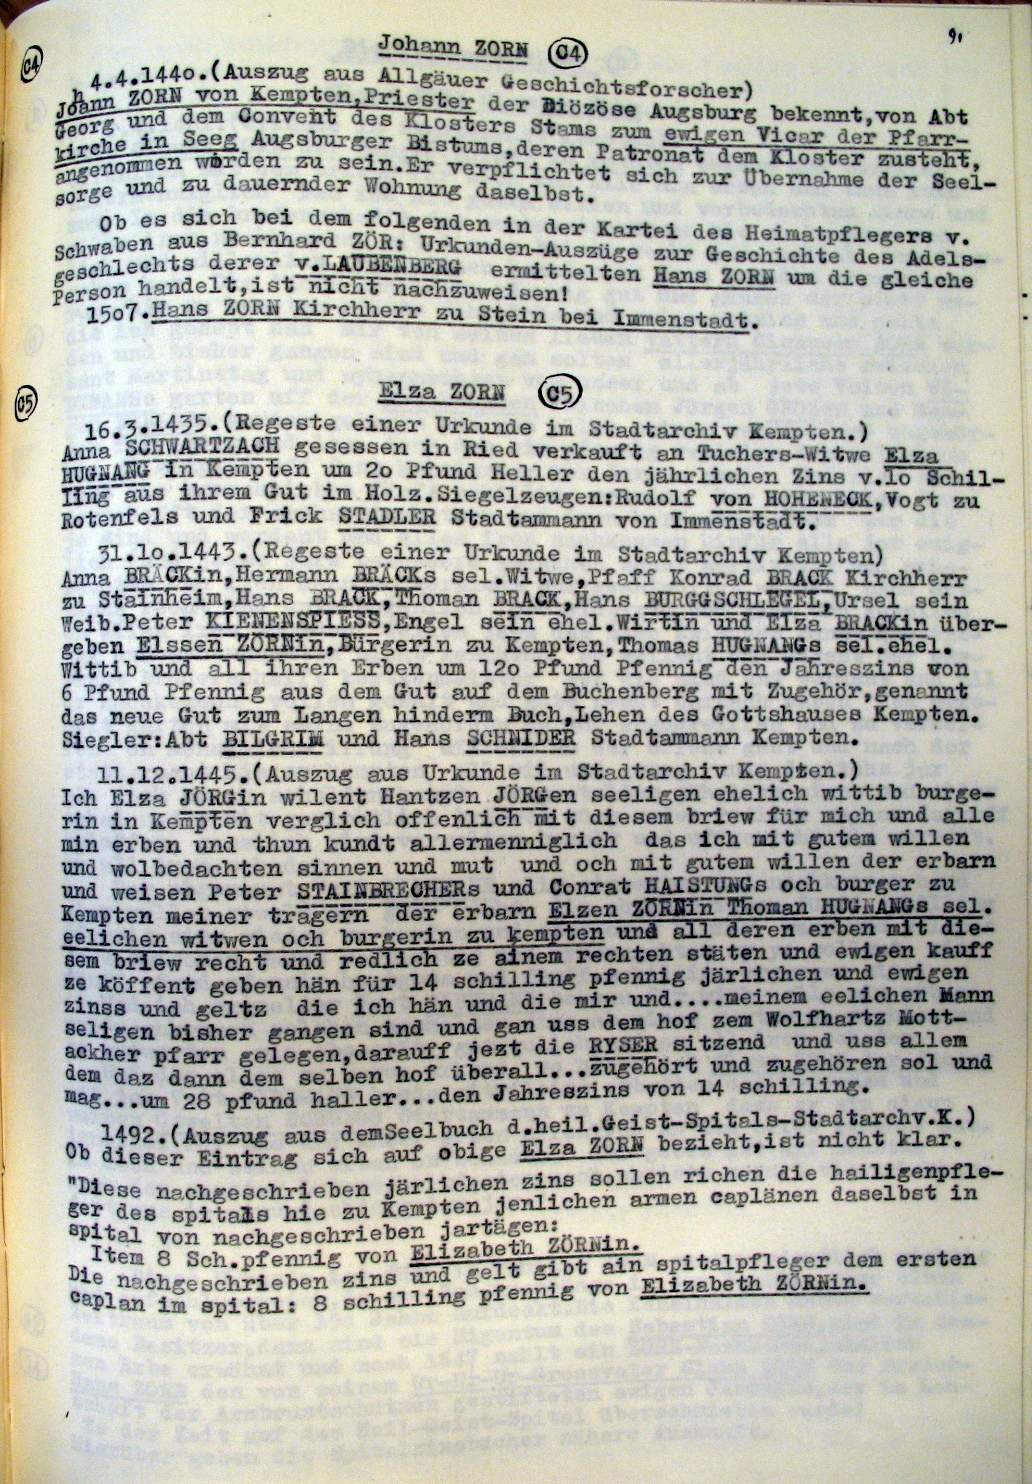 9.
Johann ZORN (C4)
(C4)
4.4.144o.(Auszug aus Allgäuer Geschichtsforscher)
Johann ZORN von Kempten,Priester der Diözöse Augsburg bekennt,von Abt
Georg und dem Convent des Klosters Stams zum ewigen Vicar der Pfarr-
kirche in Seeg Augsburger Bistums,deren Patronat dem Kloster zusteht,
angenommen worden zu sein.Er verpflichtet sich zur Übernahme der Seel-
sorge und zu dauernder Wohnung daselbst.
Ob es sich bei dem folgenden in der Kartei des Heimatpflegers v.
Schwaben aus Bernhard ZÖR: Urkunden-Auszüge zur Geschichte des Adels-
geschlechts derer v.LAUBENBERG ermittelten Hans ZORN um die gleiche
Person handelt,ist nicht nachzuweisen!
15o7.Hans ZORN Kirchherr zu Stein bei Immenstadt.
Elza ZORN (C5)
(C5)
16.3.1435.(Regeste einer Urkunde im Stadtarchiv Kempten.)
Anna SCHWARTZACH gesessen in Ried verkauft an Tuchers-Witwe Elza
HUGNANG in Kempten um 2o Pfund Heller den jährlichen Zins v.1o Schil-
ling aus ihrem Gut im Holz.Siegelzeugen:Rudolf von HOHENECK,Vogt zu
Rotenfels und Frick STADLER Stadtammann von Immenstadt.
31.1o.1443.(Regeste einer Urkunde im Stadtarchiv Kempten)
Anna BRÄCKin,Hermann BRÄCKs sel.Witwe,Pfaff Konrad BRACK Kirchherr
zu Stainheim,Hans BRACK,Thoman BRACK,Hans BURGGSCHLEGEL,Ursel sein
Weib.Peter KIENENSPIESS,Engel sein ehel.Wirtin und Elza BRACKin über-
geben Elssen ZORNin,Bürgerin zu Kempten,Thomas HUGNANGs sel.ehel.
Wittib und all ihren Erben um 12o Pfund Pfennig den Jahreszins von
6 Pfund Pfennig aus dem Gut auf dem Buchenberg mit Zugehör,genannt
das neue Gut zum Langen hinderm Buch,Lehen des Gottshauses Kempten.
Siegler:Abt BILGRIM und Hans SCHNIDER Stadtammann Kempten.
11.12.1445.(Auszug aus Urkunde im Stadtarchiv Kempten.)
Ich Elza JÖRGin wilent Hantzen JÖRGen seeligen ehelich wittib burge-
rin in Kempten verglich offenlich mit diesem briew für mich und alle
min erben und thun kundt allermenniglich das ich mit gutem willen
und wolbedachten sinnen und mut und och mit gutem willen der erbarn
und weisen Peter STAINBRECHERs und Conrat HAISTUNGs och burger zu
Kempten meiner tragern der erbarn Elzen ZORNin Thoman HUGNANGs sel.
eelichen witwen och burgerin zu kempten und all deren erben mit die-
sem briew recht und redlich ze ainem rechten stäten und ewigen kauff
ze köffent geben hän für 14 schilling pfennig järlichen und ewigen
zinss und geltz die ich hän und die mir und....meinem eelichen Mann
seligen bisher gangen sind und gan uss dem hof zem Wolfhartz Mott-
ackher pfarr gelegen,darauff jezt die RYSER sitzend und uss allem
dem daz dann dem selben hof überall...zugehört und zugehören sol und
mag...um 28 pfund haller...den Jahreszins von 14 schilling.
1492.(Auszug aus demSeelbuch d.heil.Geist-Spitals-Stadtarchv.K.)
Ob dieser Eintrag sich auf obige Elza ZORN bezieht,ist nicht klar.
"Diese nachgeschrieben järlichen zins sollen richen die hailigenpfle-
ger des spitals hie zu Kempten jenlichen armen caplänen daselbst in
spital von nachgeschrieben jartägen:
Item 8 Sch.pfennig von Elizabeth ZÖRNin.
Die nachgeschrieben zins und gelt gibt ain spitalpfleger dem ersten
caplan im spital: 8 schilling pfennig von Elizabeth ZÖRNin.